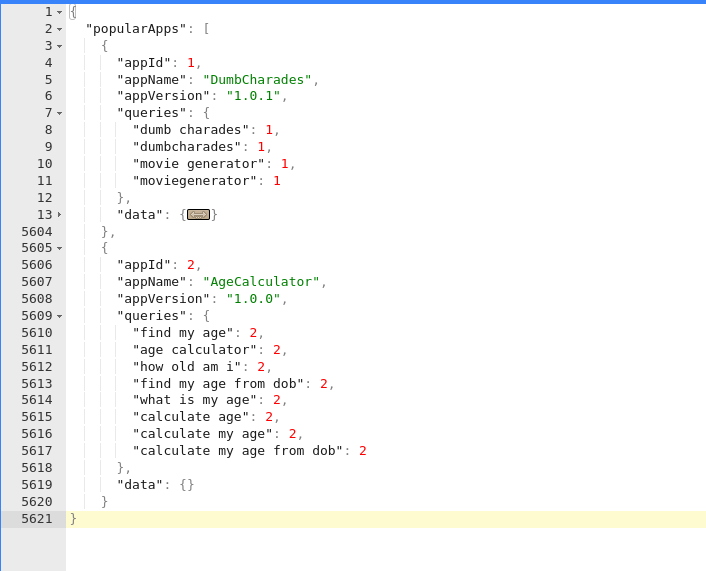 1 {
2 "popularApps": [
3 {
4 "appId": 1,
5 "appName": "DumbCharades",
6 "appVersion": "1.0.1",
7 "queries": {
8 "dumb charades": 1,
9 "dumbcharades": 1,
10 "movie generator": 1,
11 "moviegenerator": 1
12 },
13 "data": {}
5604 },
5605 {
5606 "appId": 2,
5607 "appName": "AgeCalculator",
5608 "appVersion": "1.0.0",
5609 "queries": {
5610 "find my age": 2,
5611 "age calculator": 2,
5612 "how old am i": 2,
5613 "find my age from dob": 2,
5614 "what is my age": 2,
5615 "calculate age": 2,
5616 "calculate my age": 2,
5617 "calculate my age from dob": 2
5618 },
5619 "data": {}
5620 }
5621 }